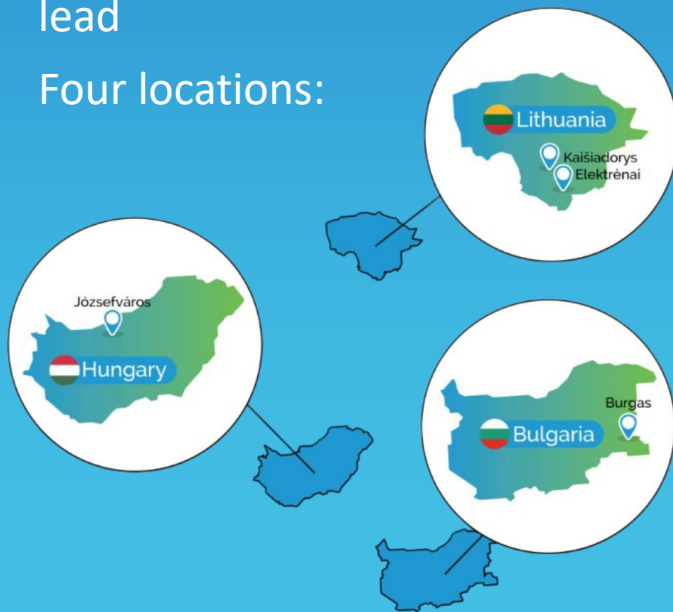 lead
Four locations:
Lithuania
Kaišiadorys
Elektrėnai
Józsefváros
Hungary
Burgas
Bulgaria